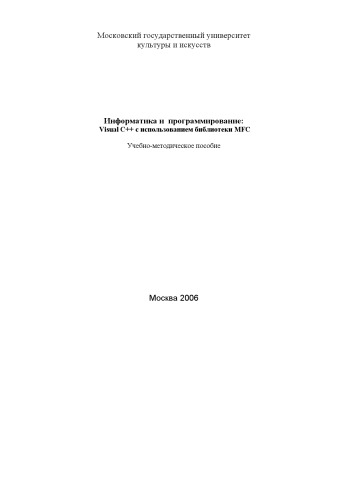 Московский государственный университет
культуры и искусств
Информатика и программирование:
Visual C++ с использованием библиотеки MFC
Учебно-методическое пособие
Москва 2006